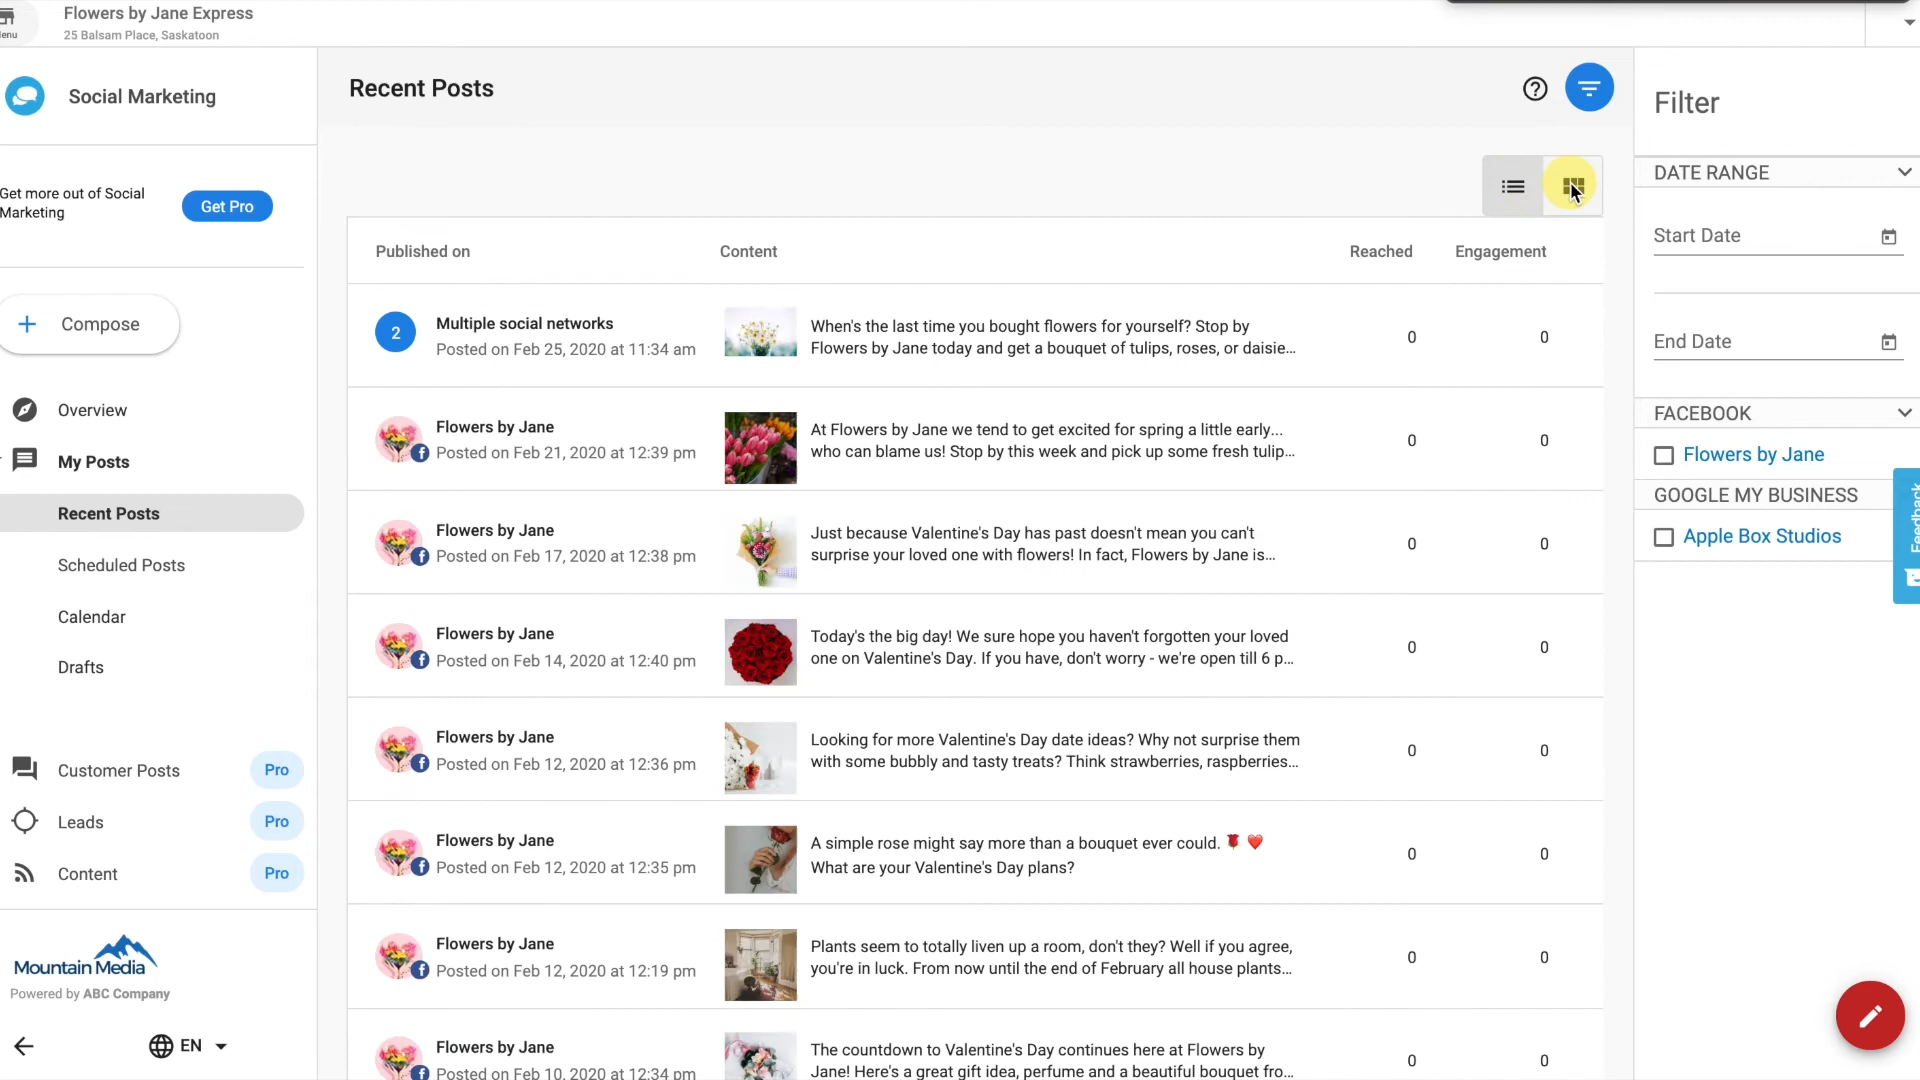 Flowers by Jane Express
25 Balsam Place, Saskatoon
Social Marketing
Get more out of Social
Marketing
Get Pro
Compose
Overview
My Posts
Recent Posts
Scheduled Posts
Calendar
Drafts
Customer Posts Pro
Leads Pro
Content Pro
Mountain Media
Powered by ABC Company
EN
Recent Posts
Published on Content Reached Engagement
2
Multiple social networks
Posted on Feb 25, 2020 at 11:34 am
When's the last time you bought flowers for yourself? Stop by
Flowers by Jane today and get a bouquet of tulips, roses, or daisie...
0 0
Flowers by Jane
Posted on Feb 21, 2020 at 12:39 pm
At Flowers by Jane we tend to get excited for spring a little early...
who can blame us! Stop by this week and pick up some fresh tulip...
0 0
Flowers by Jane
Posted on Feb 17, 2020 at 12:38 pm
Just because Valentine's Day has past doesn't mean you can't
surprise your loved one with flowers! In fact, Flowers by Jane is...
0 0
Flowers by Jane
Posted on Feb 14, 2020 at 12:40 pm
Today's the big day! We sure hope you haven't forgotten your loved
one on Valentine's Day. If you have, don't worry - we're open till 6 p...
0 0
Flowers by Jane
Posted on Feb 12, 2020 at 12:36 pm
Looking for more Valentine's Day date ideas? Why not surprise them
with some bubbly and tasty treats? Think strawberries, raspberries...
0 0
Flowers by Jane
Posted on Feb 12, 2020 at 12:35 pm
A simple rose might say more than a bouquet ever could. 🌹 ❤️
What are your Valentine's Day plans?
0 0
Flowers by Jane
Posted on Feb 12, 2020 at 12:19 pm
Plants seem to totally liven up a room, don't they? Well if you agree,
you're in luck. From now until the end of February all house plants...
0 0
Flowers by Jane
Posted on Feb 10, 2020 at 12:34 pm
The countdown to Valentine's Day continues here at Flowers by
Jane! Here's a great gift idea, perfume and a beautiful bouquet fro...
0 0
Filter
DATE RANGE
Start Date
End Date
FACEBOOK
Flowers by Jane
GOOGLE MY BUSINESS
Apple Box Studios
Feedback